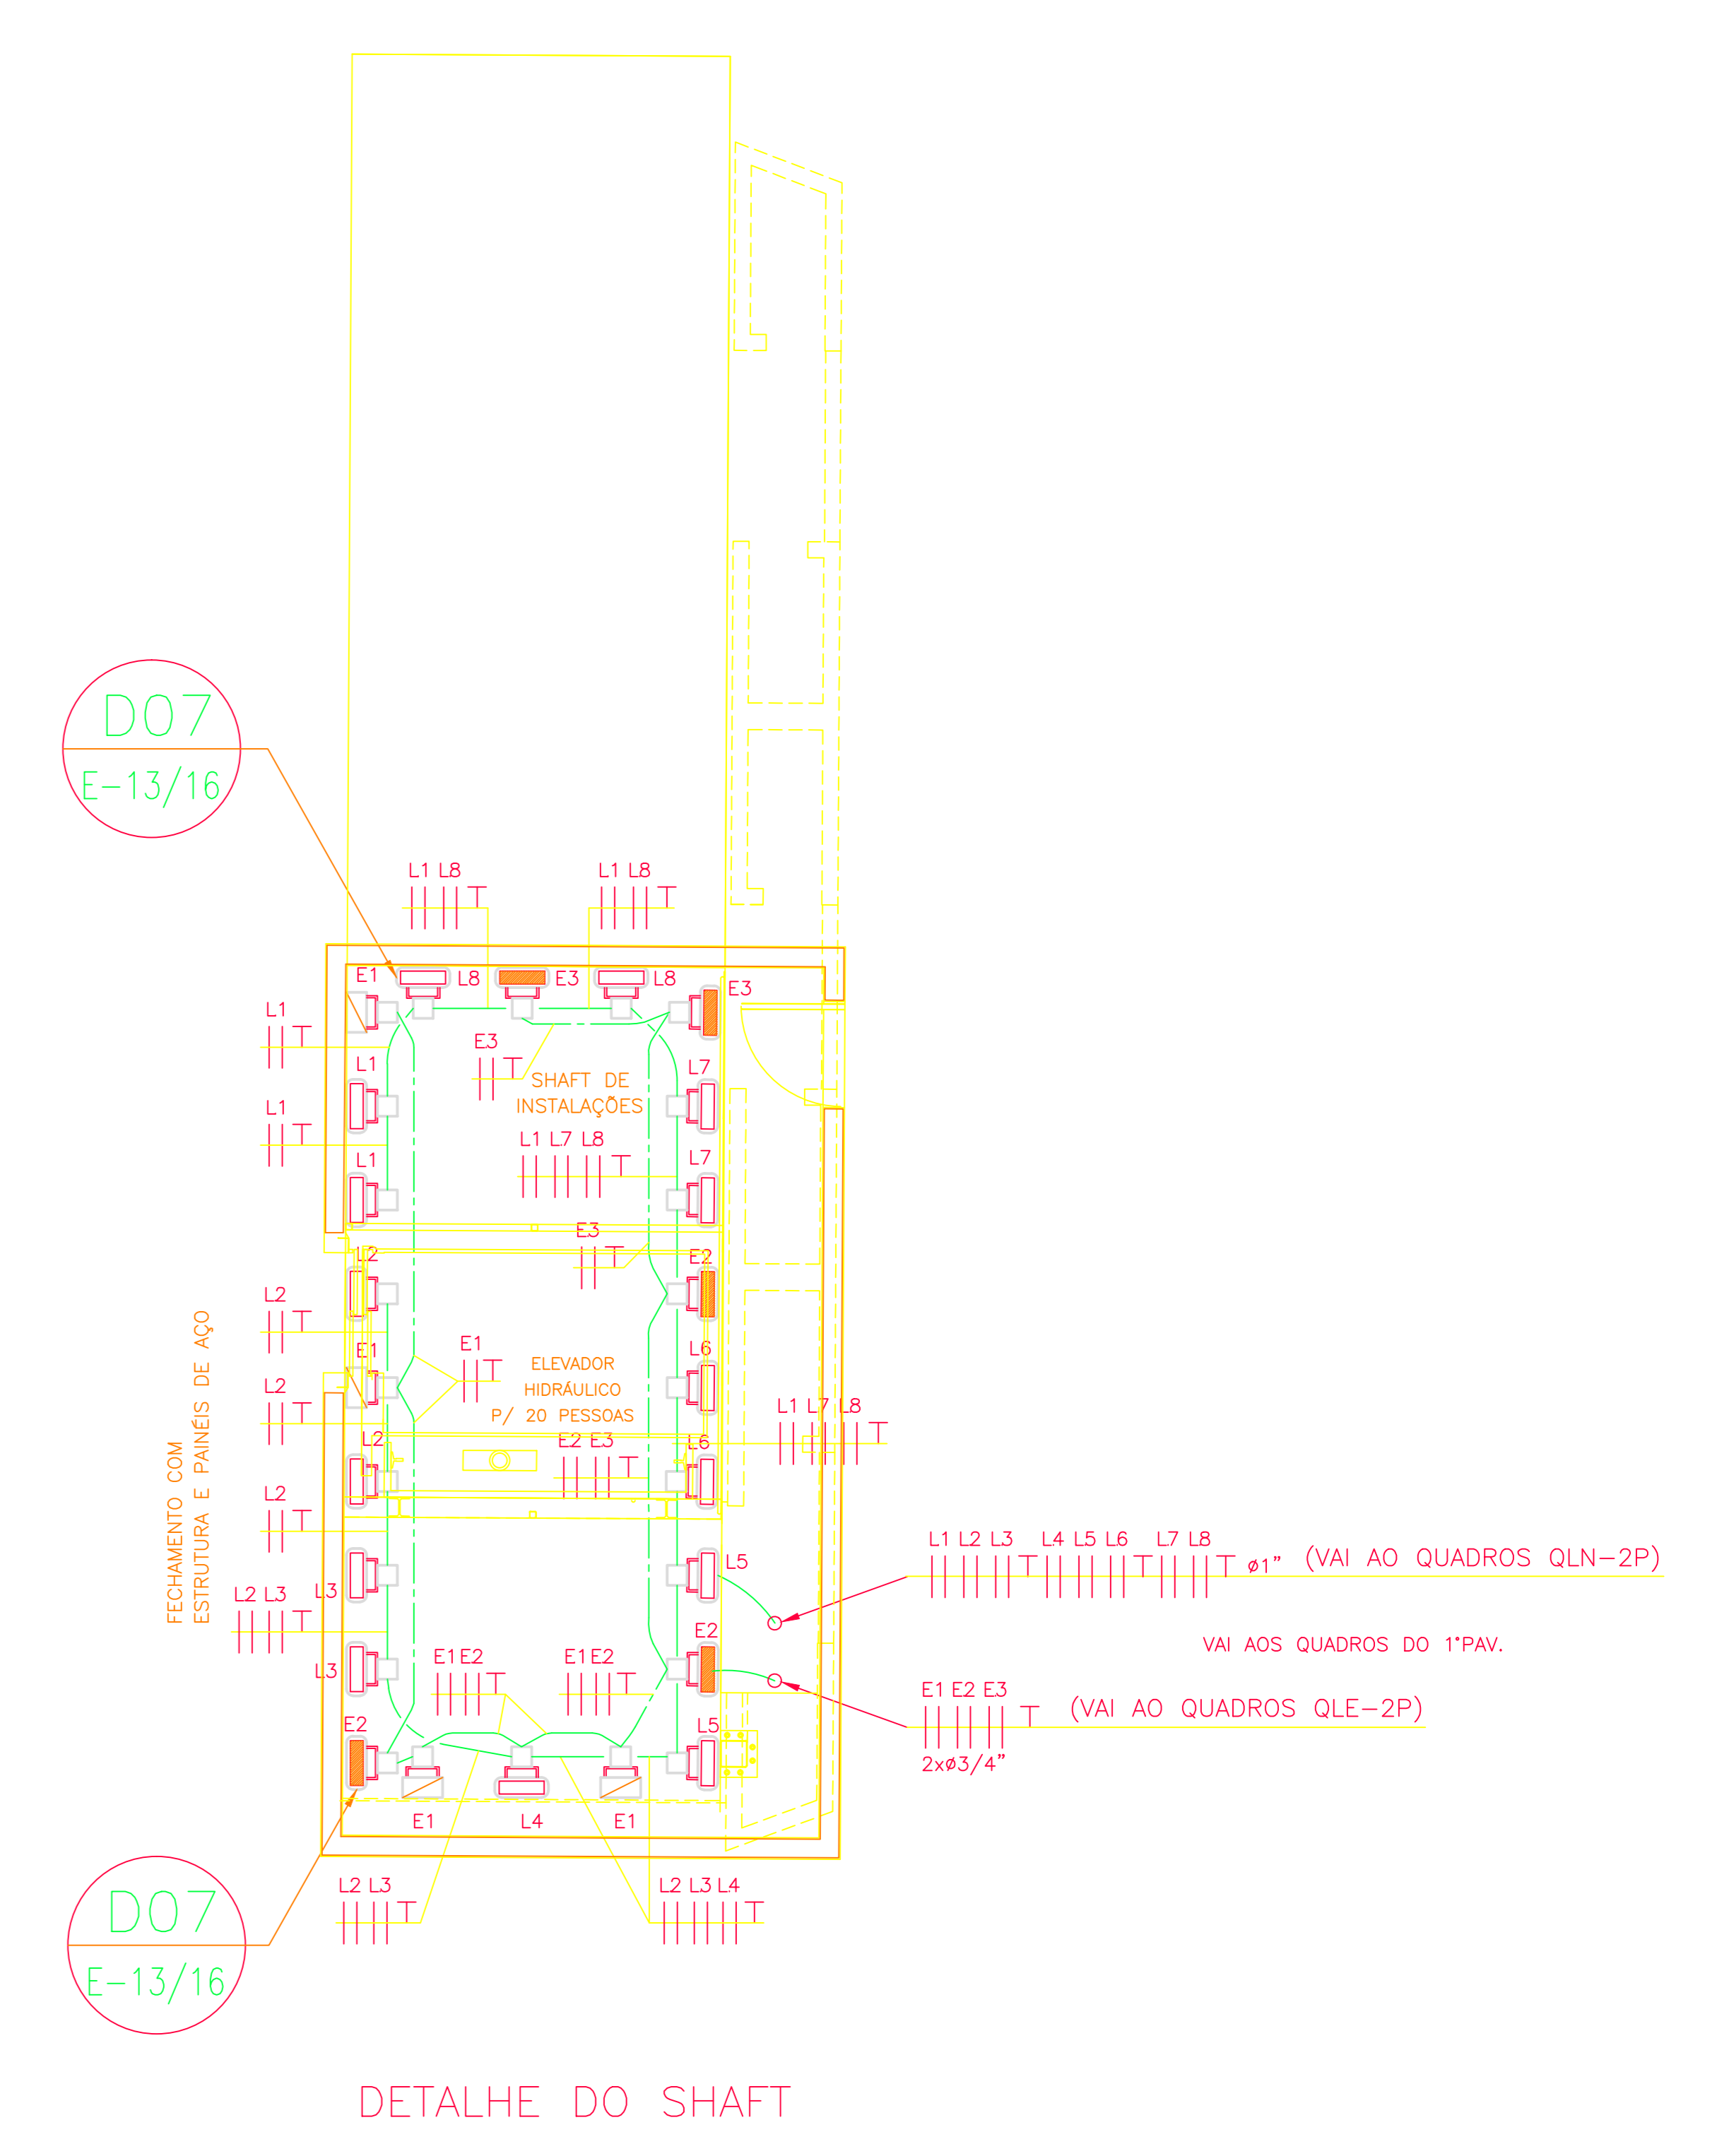 D07
E-13/16
L1 L8 T
L1 L8 T
E1
L8
E3
L8
E3
L1
T
E3
T
L1
L7
SHAFT DE
INSTALAÇÕES
L1
T
L1 L7 L8
T
L1
L7
E3
T
L2
E2
L2
T
E1
T
E1
L6
ELEVADOR
HIDRÁULICO
P/ 20 PESSOAS
L2
T
L1 L7 L8
T
L2
E2 E3
T
L6
FECHAMENTO COM
ESTRUTURA E PAINÉIS DE AÇO
L2
T
L5
L1 L2 L3 T L4 L5 L6 T L7 L8 T ø1" (VAI AO QUADROS QLN-2P)
L3
L2 L3
T
VAI AOS QUADROS DO 1°PAV.
E2
L3
E1 E2
T
E1 E2
T
E1 E2 E3 T (VAI AO QUADROS QLE-2P)
2xø3/4"
E2
L5
E1
L4
E1
L2 L3
T
L2 L3 L4
T
D07
E-13/16
DETALHE DO SHAFT